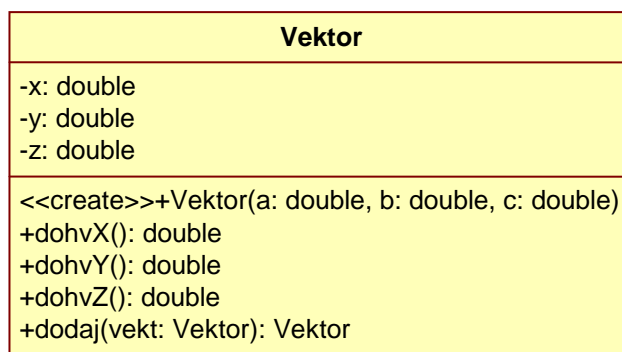 Vektor
-x: double
-y: double
-z: double
<<create>>+Vektor(a: double, b: double, c: double)
+dohvX(): double
+dohvY(): double
+dohvZ(): double
+dodaj(vekt: Vektor): Vektor